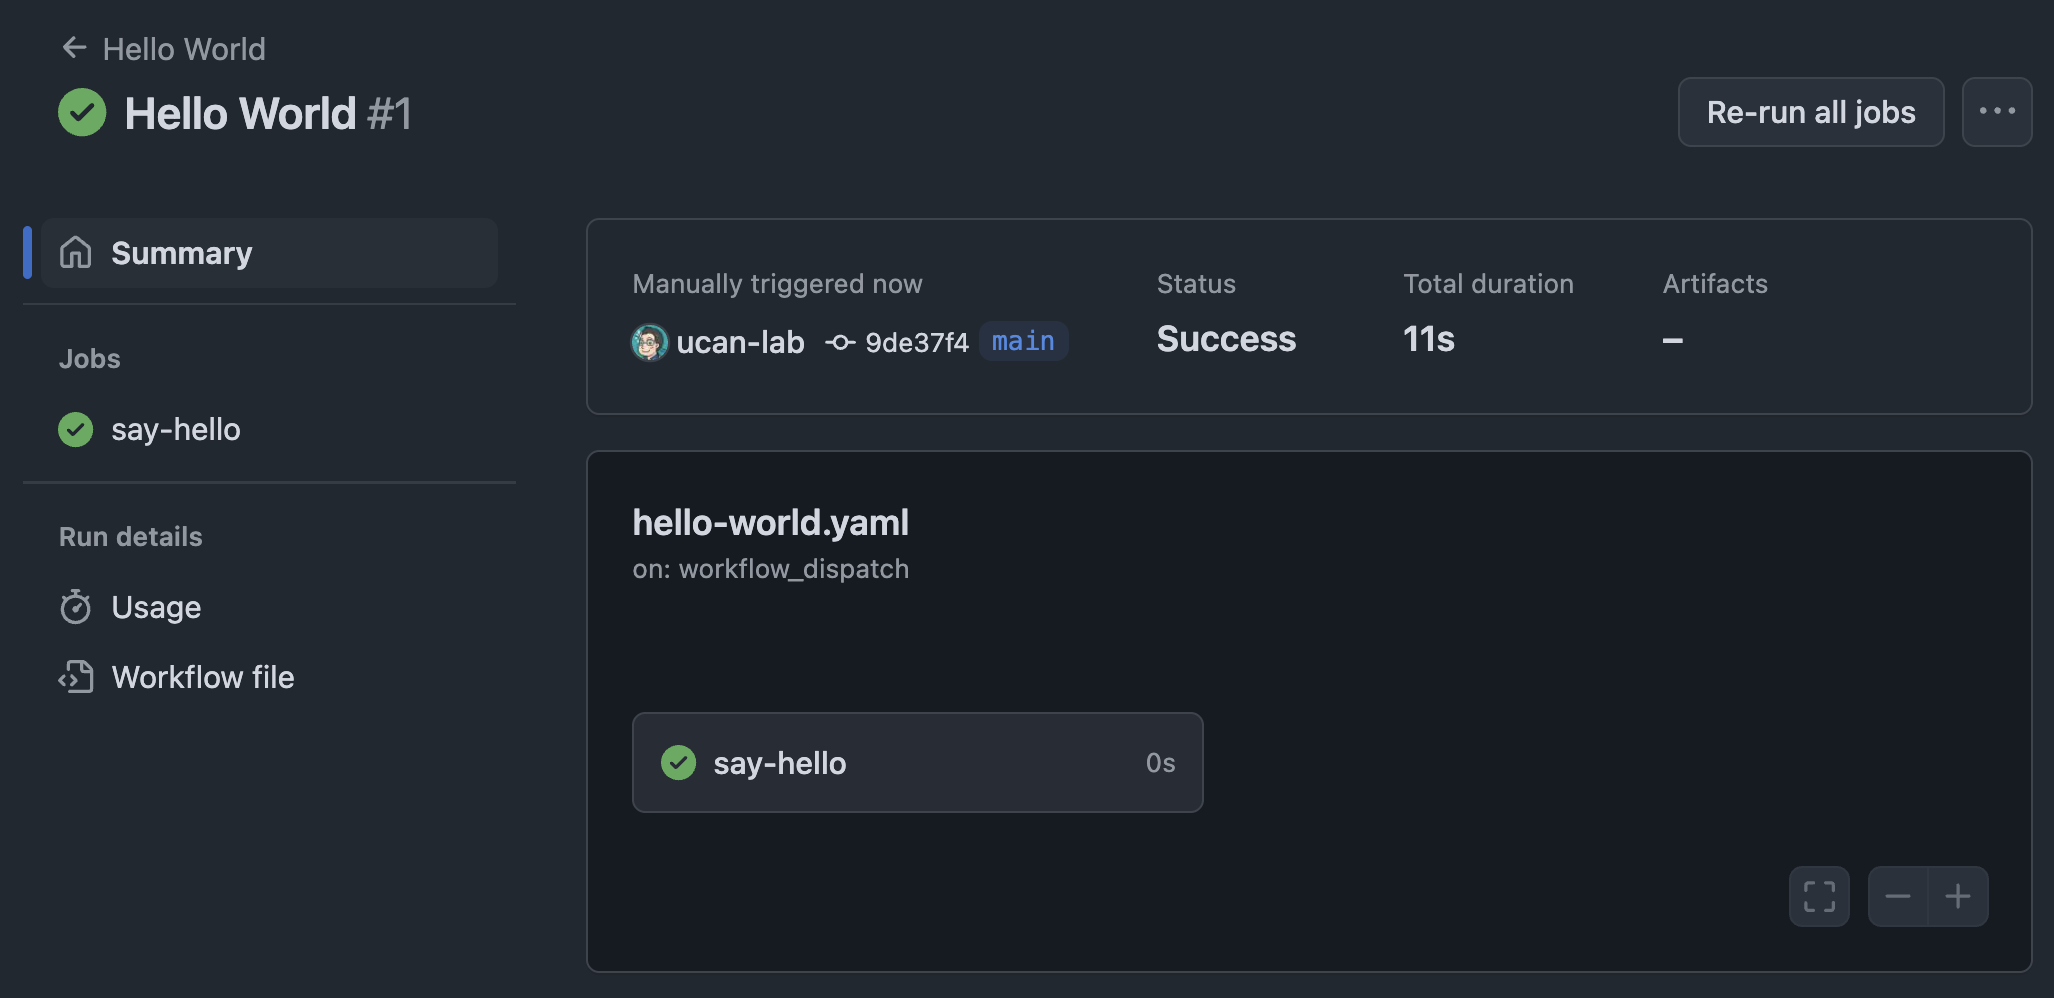 Hello World
Hello World #1
Re-run all jobs
Summary
Jobs
say-hello
Run details
Usage
Workflow file
Manually triggered now
ucan-lab 9de37f4 main
Status
Success
Total duration
11s
Artifacts
–
hello-world.yaml
on: workflow_dispatch
say-hello 0s